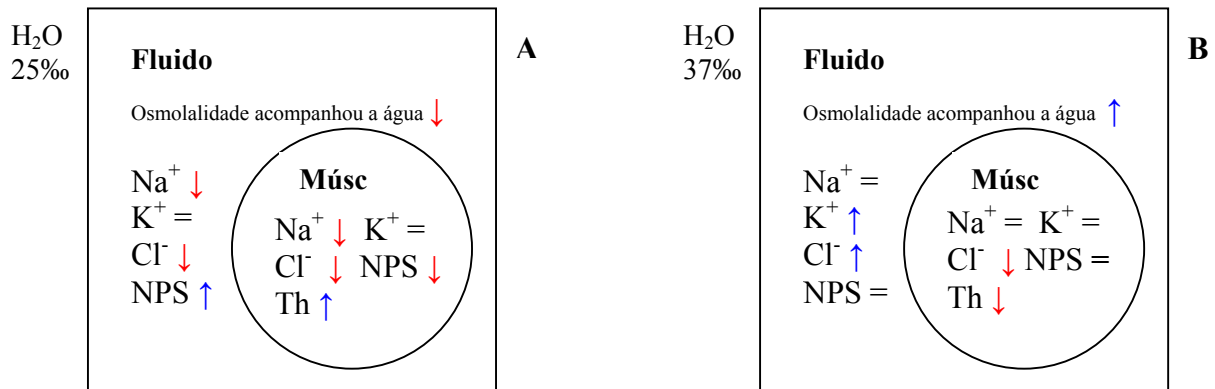 H₂O
25‰
Fluido
A
Osmolalidade acompanhou a água ↓
Na⁺ ↓
K⁺ =
Cl⁻ ↓
NPS ↑
Músc
Na⁺ ↓ K⁺ =
Cl⁻ ↓ NPS ↓
Th ↑
H₂O
37‰
Fluido
B
Osmolalidade acompanhou a água ↑
Na⁺ =
K⁺ ↑
Cl⁻ ↑
NPS =
Músc
Na⁺ = K⁺ =
Cl⁻ ↓ NPS =
Th ↓